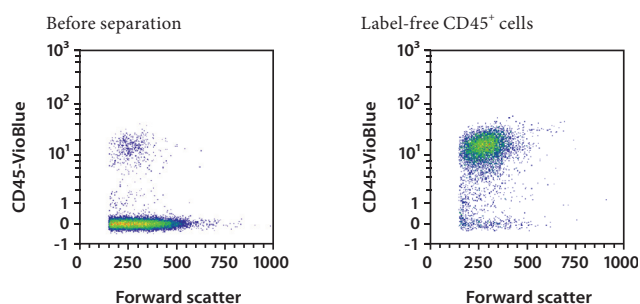 Before separation
10³
10²
10¹
1
0
-1
CD45-VioBlue
0 250 500 750 1000
Forward scatter
Label-free CD45⁺ cells
10³
10²
10¹
1
0
-1
CD45-VioBlue
0 250 500 750 1000
Forward scatter